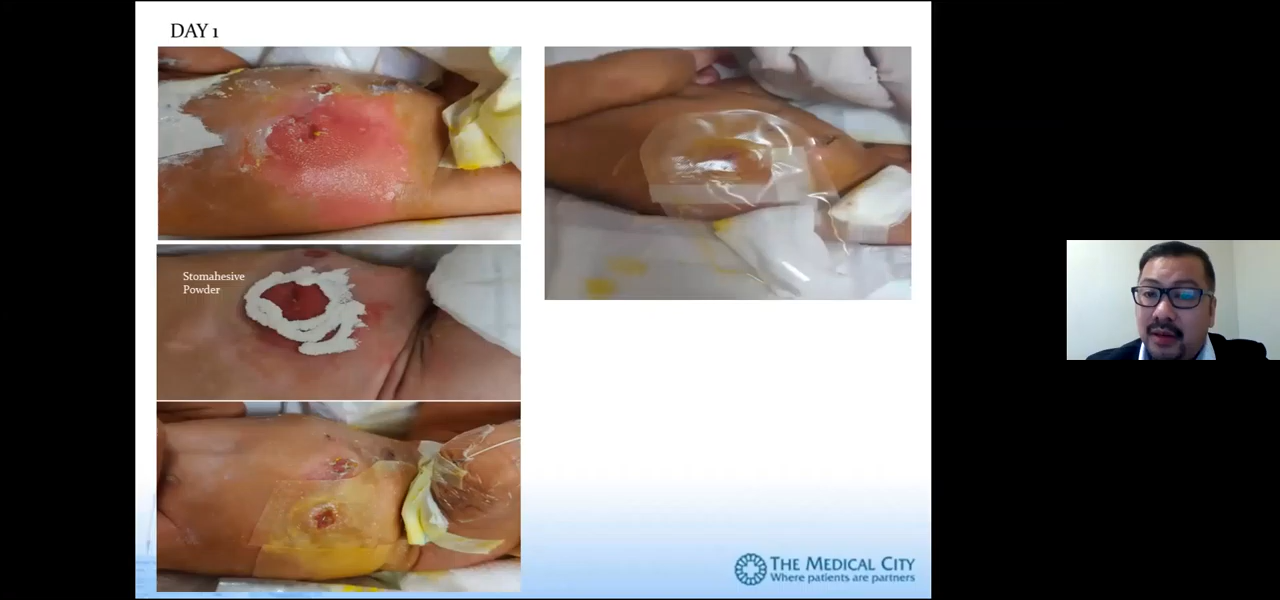 DAY 1
Stomahesive
Powder
THE MEDICAL CITY
Where patients are partners